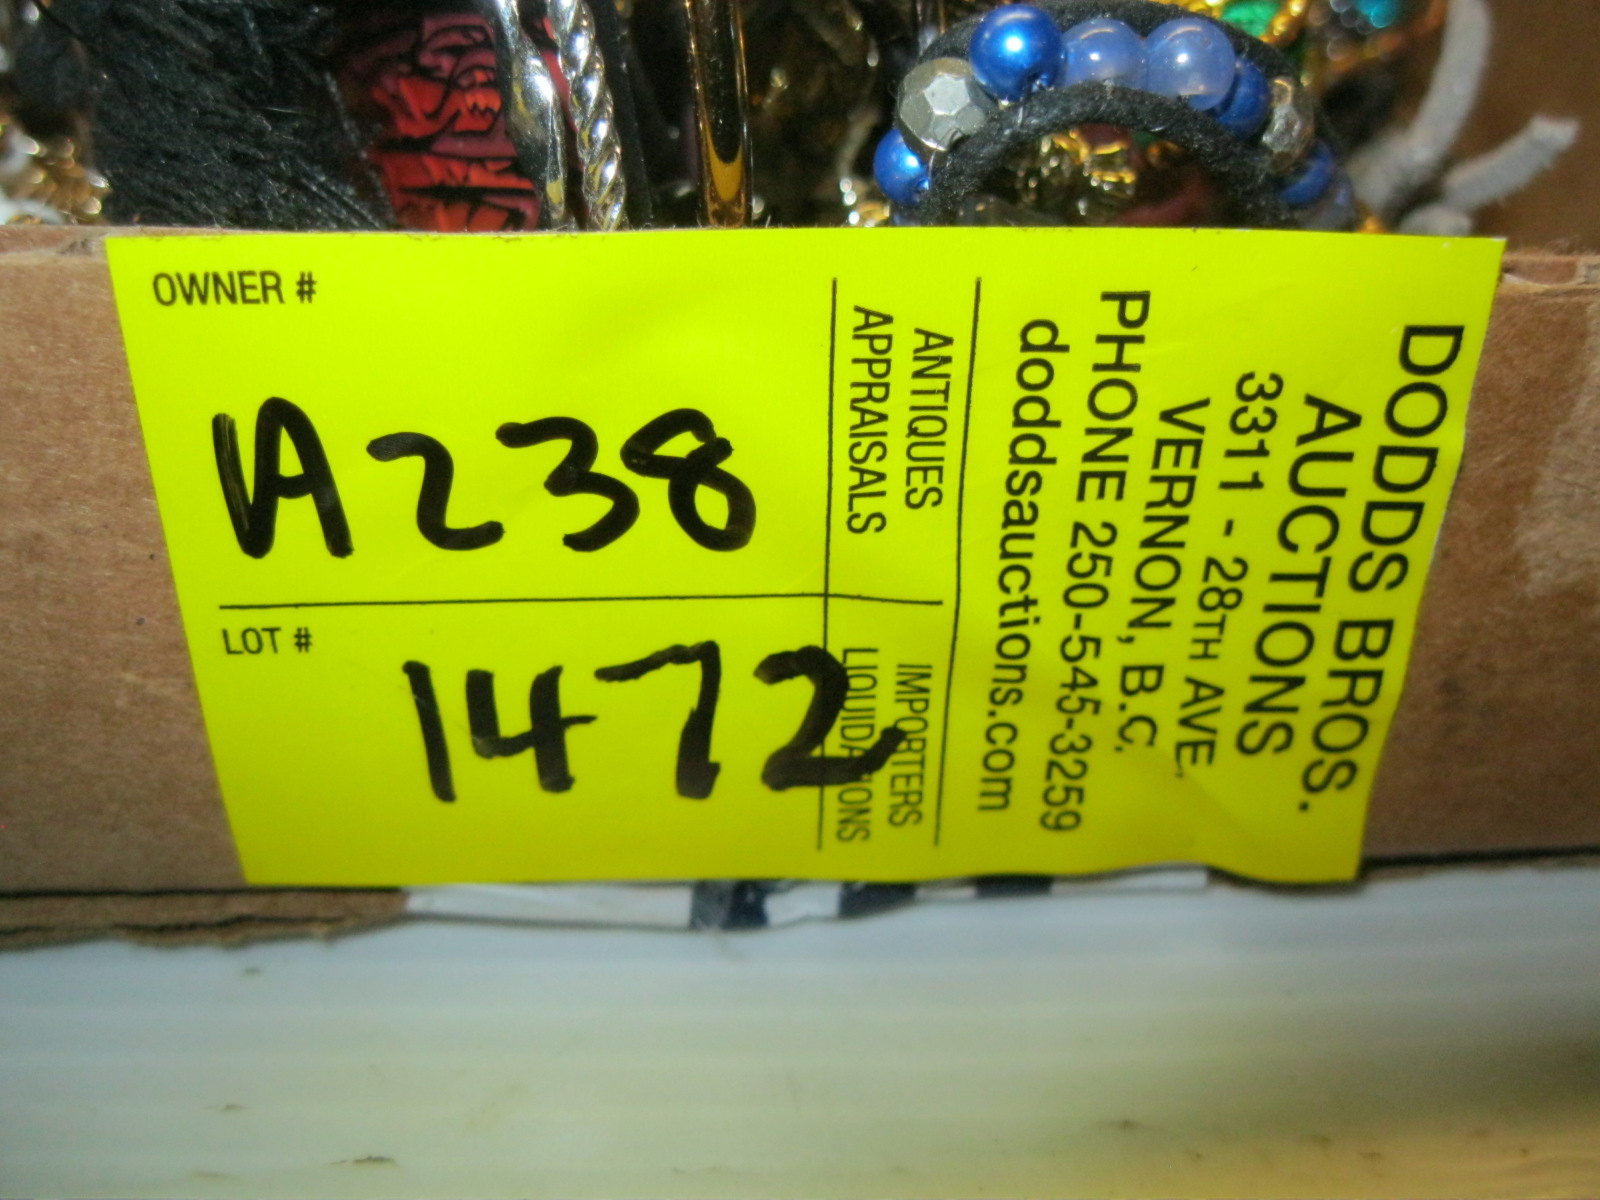 OWNER #
A238
LOT #
1472
ANTIQUES
APPRAISALS
IMPORTERS
LIQUIDATIONS
DODDS BROS.
AUCTIONS
3311 - 28TH AVE.
VERNON, B.C.
PHONE 250-545-3259
doddsauctions.com